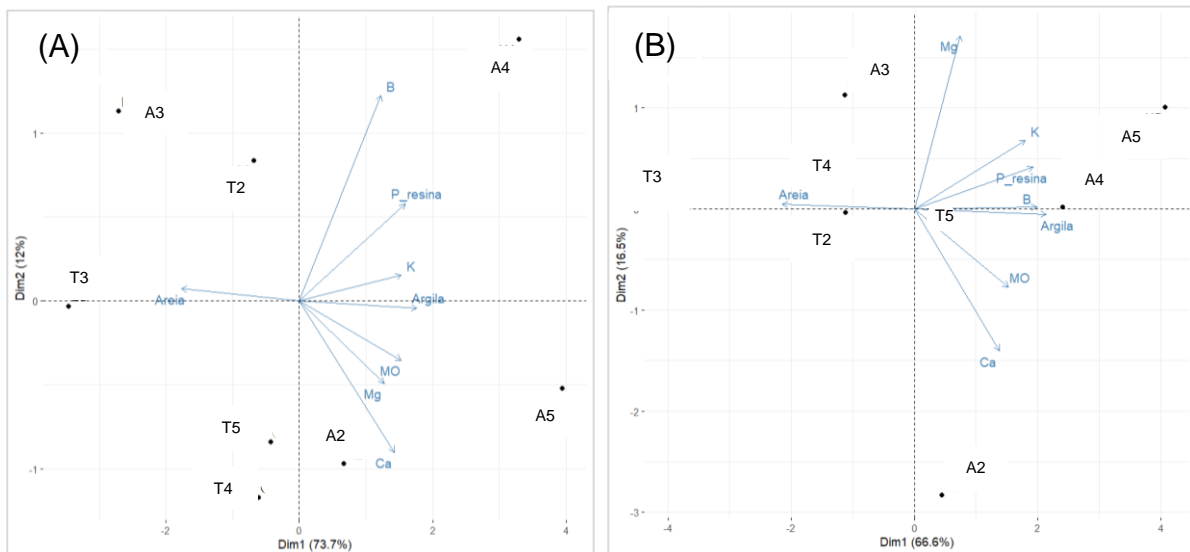 (A)
A4
B
A3
1
T2
P_resina
K
T3
Areia
Argila
0
MO
Mg
A5
T5
A2
Ca
-1
T4
-2
0
2
4
Dim1 (73.7%)
Dim2 (12%)
(B)
Mg
A3
1
A5
K
T4
P_resina
A4
T3
Areia
B
T5
Argila
T2
MO
-1
Ca
-2
A2
-3
-4
-2
0
2
4
Dim1 (66.6%)
Dim2 (16.5%)